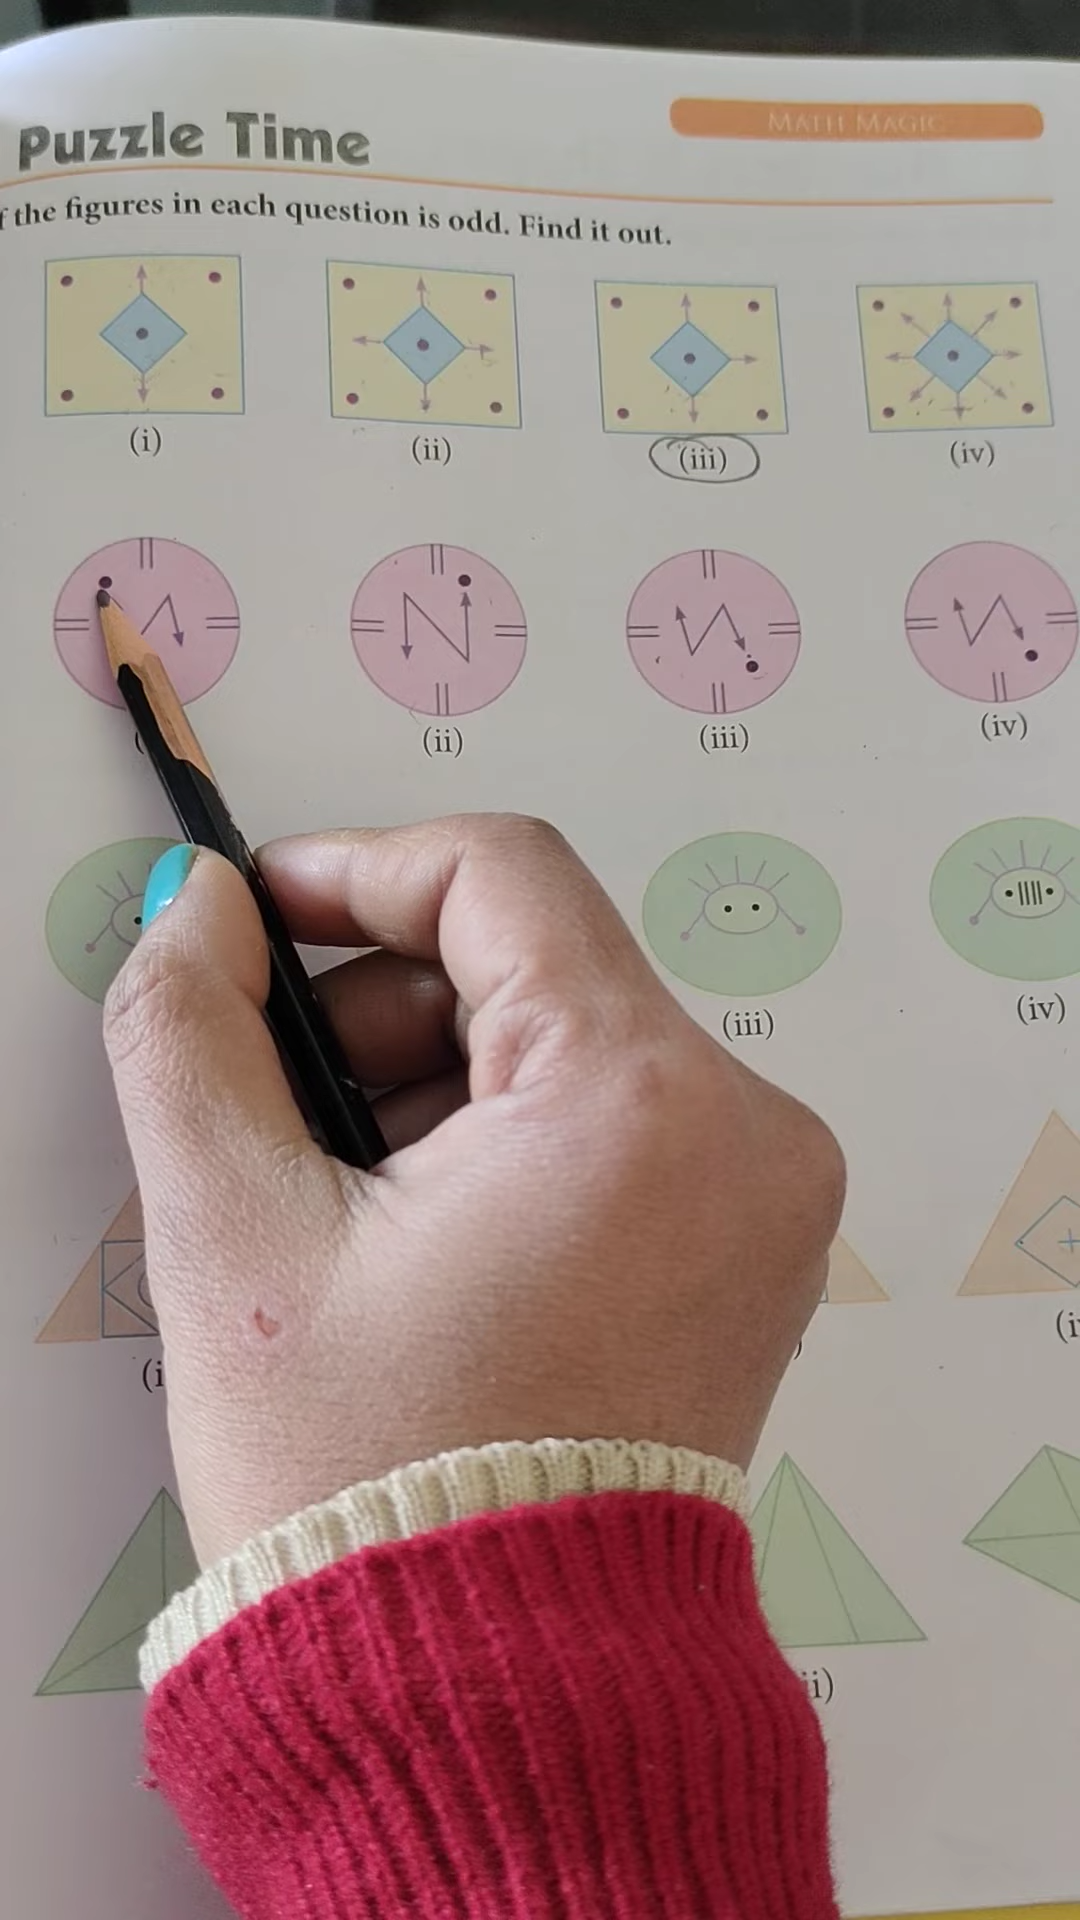 Puzzle Time
MATH MAGIC
the figures in each question is odd. Find it out.
(i) (ii) (iii) (iv)
(ii) (iii) (iv)
(iii) (iv)
(i
(i
ii)